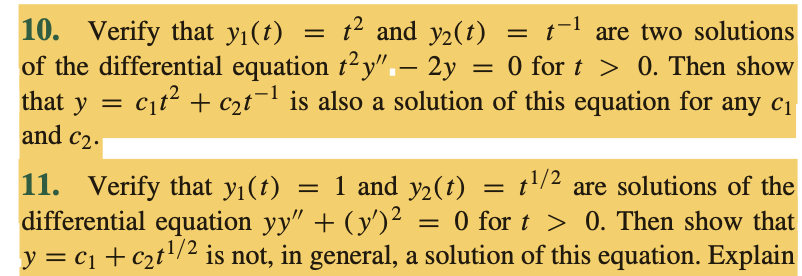 10. Verify that y₁(t) = t² and y₂(t) = t⁻¹ are two solutions
of the differential equation t²y″ − 2y = 0 for t > 0. Then show
that y = c₁t² + c₂t⁻¹ is also a solution of this equation for any c₁
and c₂.
11. Verify that y₁(t) = 1 and y₂(t) = t^{1/2} are solutions of the
differential equation yy″ + (y′)² = 0 for t > 0. Then show that
y = c₁ + c₂t^{1/2} is not, in general, a solution of this equation. Explain